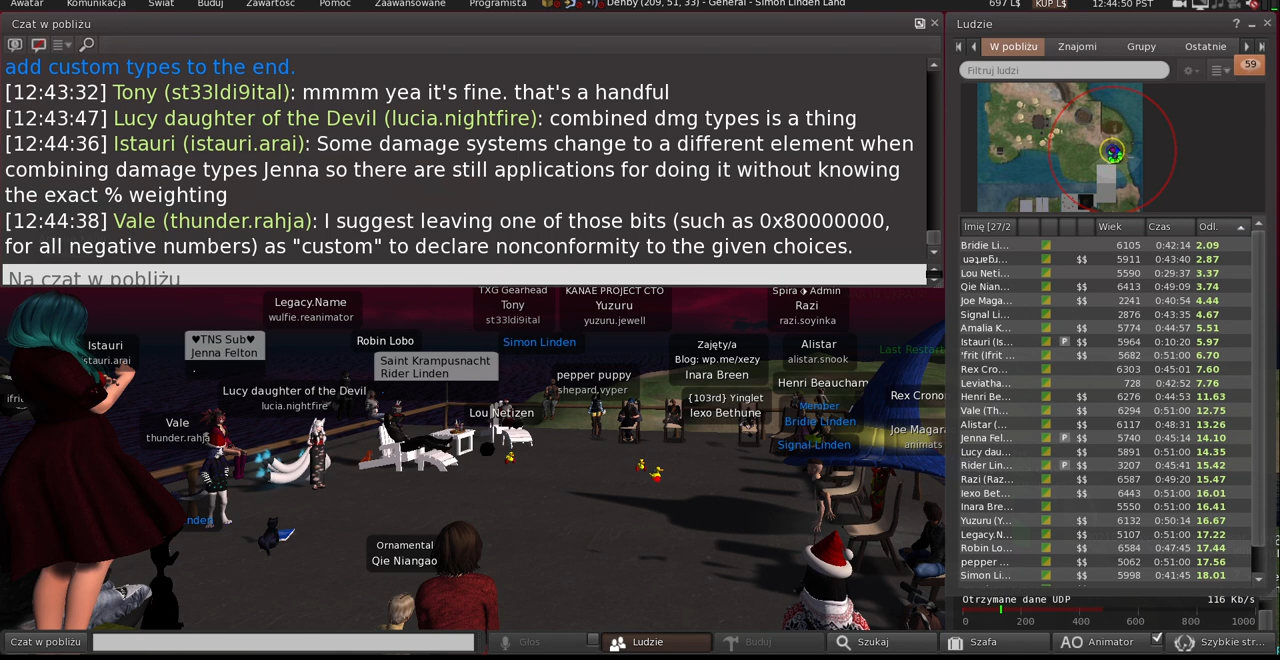 Awatar Komunikacja Świat Buduj Zawartość Pomoc Zaawansowane Programista Denby (209, 51, 33) - General - Simon Linden Land 697 L$ KUP L$ 12:44:50 PST
Czat w pobliżu
add custom types to the end.
[12:43:32] Tony (st33ldi9ital): mmmm yea it's fine. that's a handful
[12:43:47] Lucy daughter of the Devil (lucia.nightfire): combined dmg types is a thing
[12:44:36] Istauri (istauri.arai): Some damage systems change to a different element when
combining damage types Jenna so there are still applications for doing it without knowing
the exact % weighting
[12:44:38] Vale (thunder.rahja): I suggest leaving one of those bits (such as 0x80000000,
for all negative numbers) as "custom" to declare nonconformity to the given choices.
Na czat w pobliżu
Legacy.Name
wulfie.reanimator
TXG Gearhead
Tony
st33ldi9ital
KANAE PROJECT CTO
Yuzuru
yuzuru.jewell
Spira ⬗ Admin
Razi
razi.soyinka
Istauri
istauri.arai
♥TNS Sub♥
Jenna Felton
.
Robin Lobo
Saint Krampusnacht
Rider Linden
Simon Linden
Zajęty/a
Blog: wp.me/xezy
Inara Breen
Alistar
alistar.snook
Last Restart
Lucy daughter of the Devil
lucia.nightfire
pepper puppy
shepard.vyper
Henri Beaucham
Rex Crono
{103rd} Yinglet
Iexo Bethune
Lou Netizen
Member
Bridie Linden
Vale
thunder.rahja
Joe Magara
animats
Signal Linden
nden
Ornamental
Qie Niangao
Ludzie
? _ ×
W pobliżu Znajomi Grupy Ostatnie
59
Filtruj ludzi
Imię [27/2 Wiek Czas Odl.
Bridie Li... 6105 0:42:14 2.09
$$ 5911 0:43:40 2.87
Lou Neti... 5590 0:29:37 3.37
Qie Nian... $$ 6413 0:49:09 3.74
Joe Maga... $$ 2241 0:40:54 4.44
Signal Li... 2876 0:43:35 4.67
Amalia K... $$ 5774 0:44:57 5.51
Istauri (Is... P $$ 5964 0:10:20 5.97
'frit (Ifrit ... $$ 5682 0:51:00 6.70
Rex Cro... 6303 0:45:01 7.60
Leviatha... 728 0:42:52 7.76
Henri Be... $$ 6276 0:44:53 11.63
Vale (Th... $$ 6294 0:51:00 12.75
Alistar (... $$ 6117 0:48:31 13.26
Jenna Fel... P $$ 5740 0:45:14 14.10
Lucy dau... $$ 5891 0:51:00 14.35
Rider Lin... P 3207 0:45:41 15.42
Razi (Raz... $$ 6587 0:49:20 15.47
Iexo Bet... $$ 6443 0:51:00 16.01
Inara Bre... 5550 0:51:00 16.41
Yuzuru (Y... $$ 6132 0:50:14 16.67
Legacy.N... $$ 5107 0:51:00 17.22
Robin Lo... $$ 6584 0:47:45 17.44
pepper ... $$ 5062 0:51:00 17.56
Simon Li... $$ 5998 0:41:45 18.01
Otrzymane dane UDP 116 Kb/s
0 200 400 600 800 1000
Czat w pobliżu Głos Ludzie Buduj Szukaj Szafa AO Animator Szybkie str...